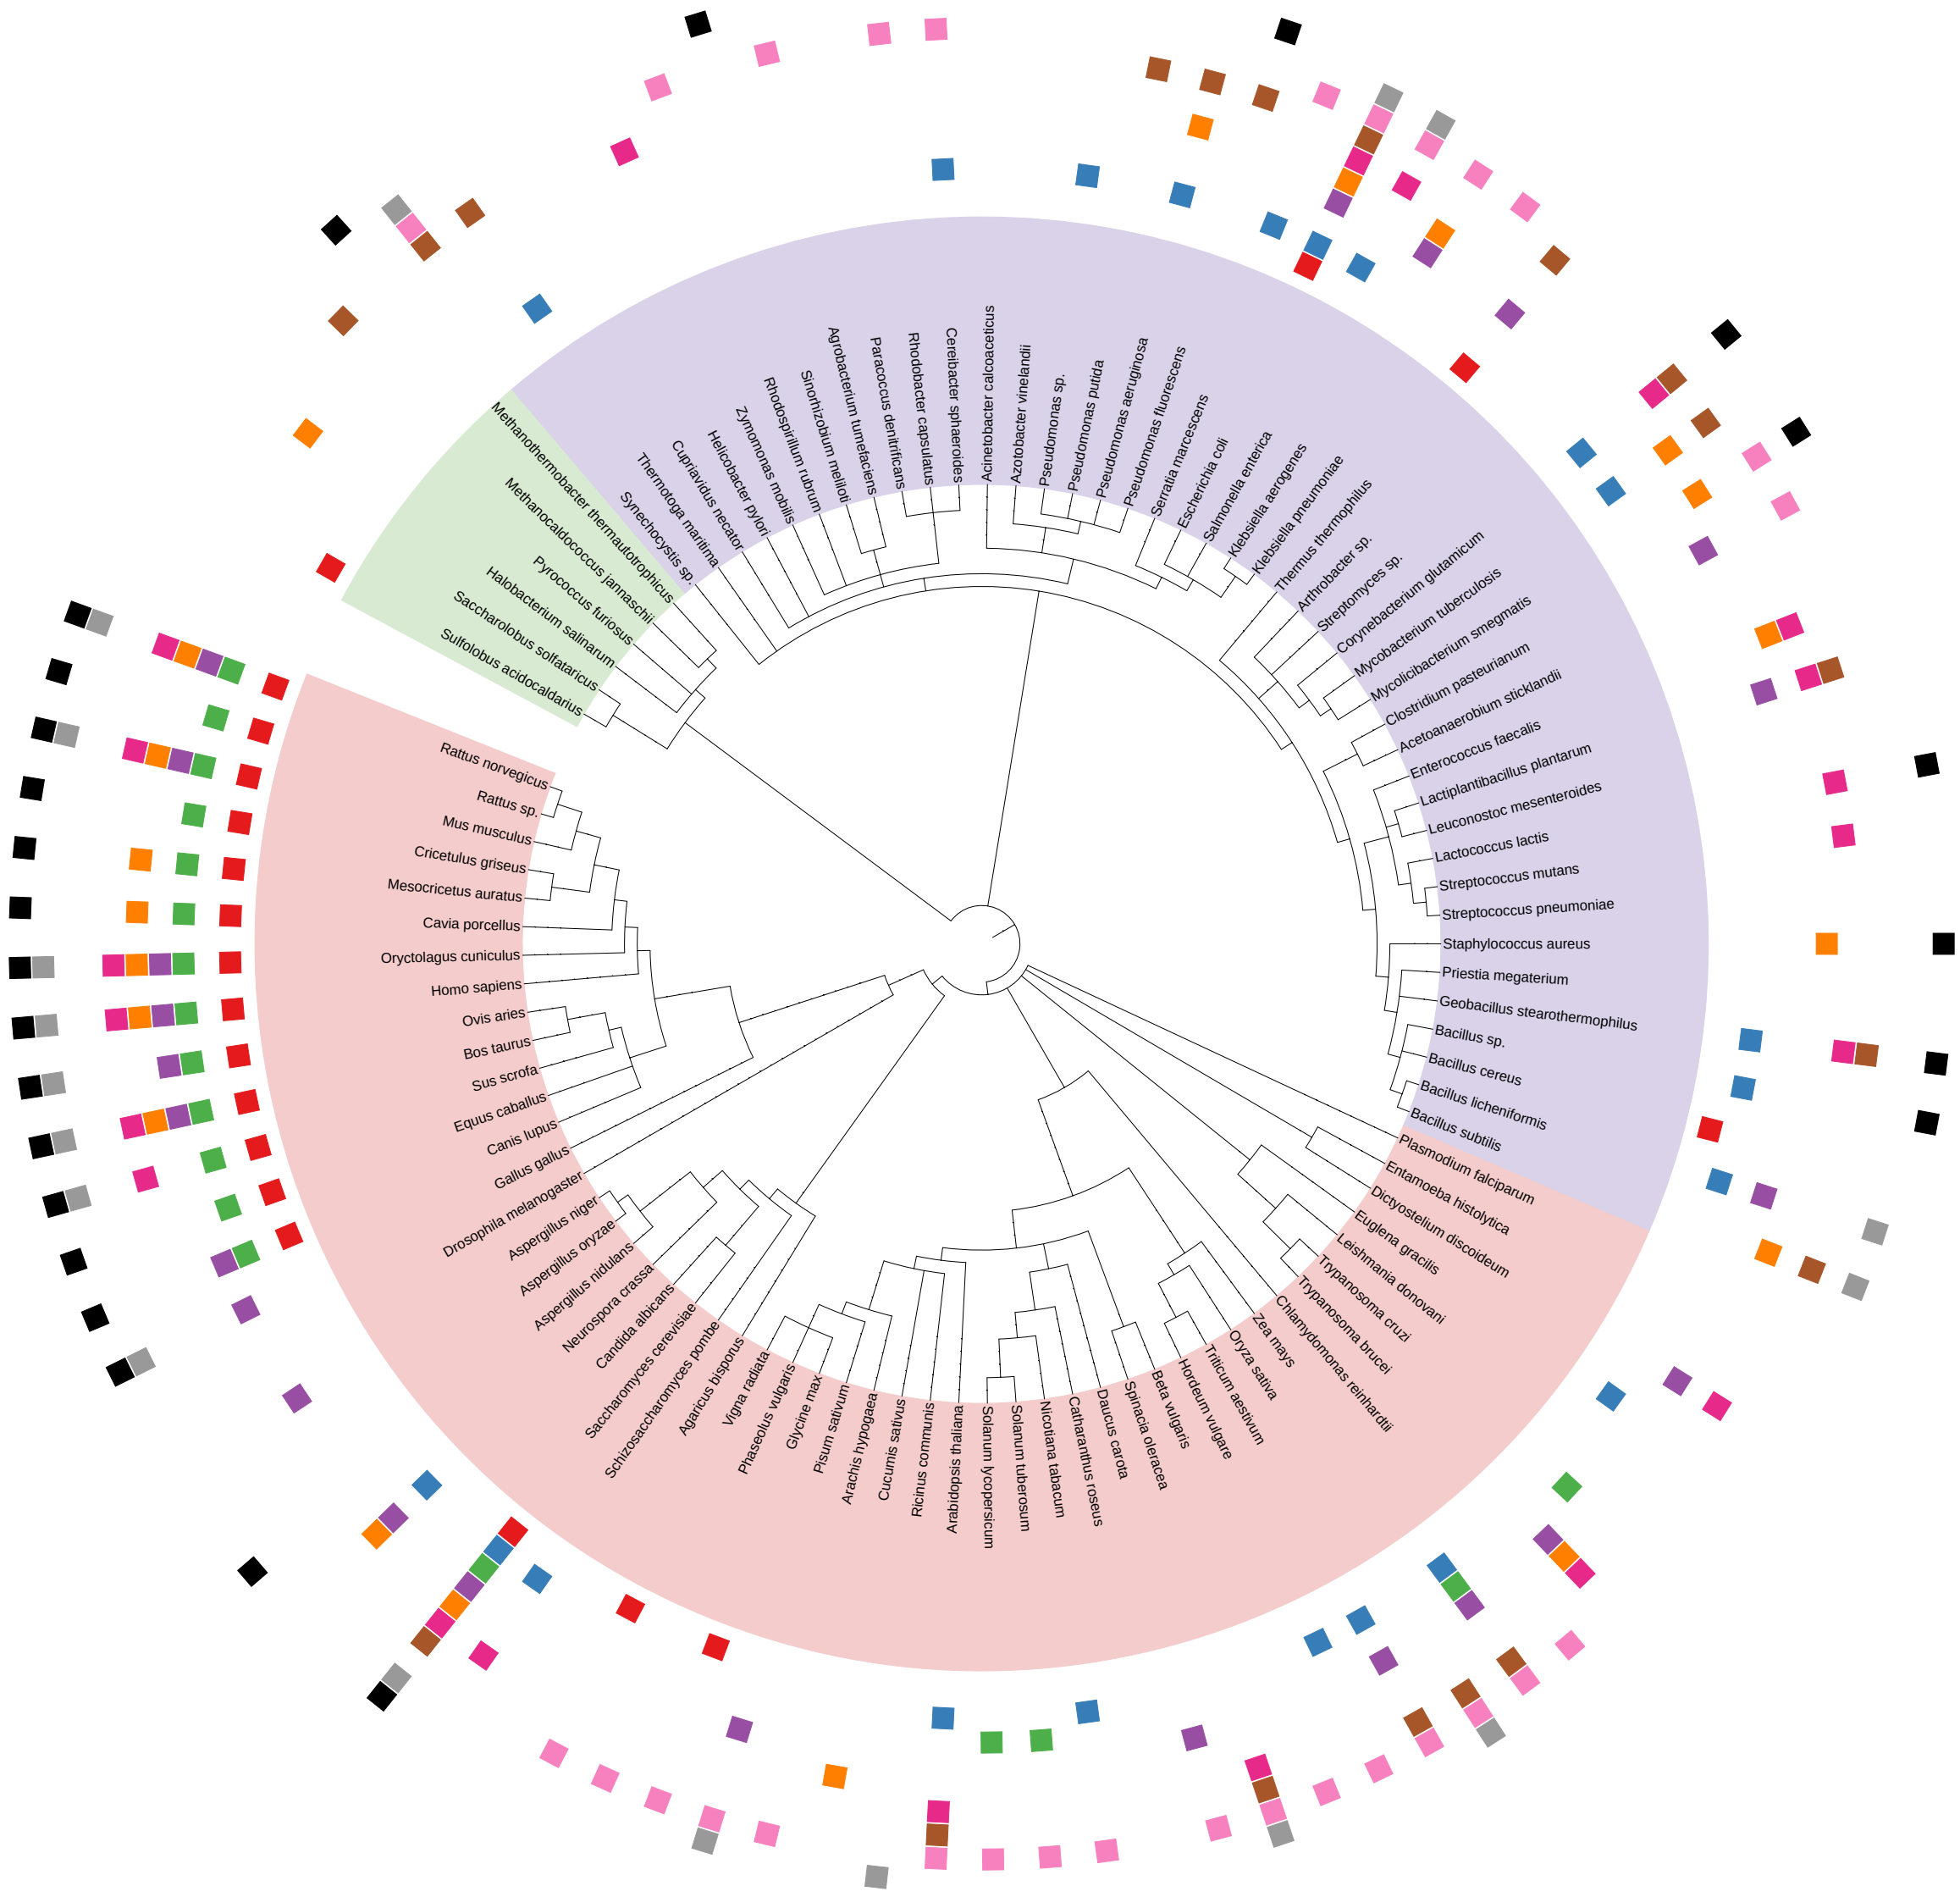 Methanothermobacter thermautotrophicus
Methanocaldococcus jannaschii
Pyrococcus furiosus
Halobacterium salinarum
Saccharolobus solfataricus
Sulfolobus acidocaldarius
Synechocystis sp.
Thermotoga maritima
Cupriavidus necator
Helicobacter pylori
Zymomonas mobilis
Rhodospirillum rubrum
Sinorhizobium meliloti
Agrobacterium tumefaciens
Paracoccus denitrificans
Rhodobacter capsulatus
Cereibacter sphaeroides
Acinetobacter calcoaceticus
Azotobacter vinelandii
Pseudomonas sp.
Pseudomonas putida
Pseudomonas aeruginosa
Pseudomonas fluorescens
Serratia marcescens
Escherichia coli
Salmonella enterica
Klebsiella aerogenes
Klebsiella pneumoniae
Thermus thermophilus
Arthrobacter sp.
Streptomyces sp.
Corynebacterium glutamicum
Mycobacterium tuberculosis
Mycolicibacterium smegmatis
Clostridium pasteurianum
Acetoanaerobium sticklandii
Enterococcus faecalis
Lactiplantibacillus plantarum
Leuconostoc mesenteroides
Lactococcus lactis
Streptococcus mutans
Streptococcus pneumoniae
Staphylococcus aureus
Priestia megaterium
Geobacillus stearothermophilus
Bacillus sp.
Bacillus cereus
Bacillus licheniformis
Bacillus subtilis
Plasmodium falciparum
Entamoeba histolytica
Dictyostelium discoideum
Euglena gracilis
Leishmania donovani
Trypanosoma cruzi
Trypanosoma brucei
Chlamydomonas reinhardtii
Zea mays
Oryza sativa
Triticum aestivum
Hordeum vulgare
Beta vulgaris
Spinacia oleracea
Daucus carota
Catharanthus roseus
Nicotiana tabacum
Solanum tuberosum
Solanum lycopersicum
Arabidopsis thaliana
Ricinus communis
Cucumis sativus
Arachis hypogaea
Pisum sativum
Glycine max
Phaseolus vulgaris
Vigna radiata
Agaricus bisporus
Schizosaccharomyces pombe
Saccharomyces cerevisiae
Candida albicans
Neurospora crassa
Aspergillus nidulans
Aspergillus oryzae
Aspergillus niger
Drosophila melanogaster
Gallus gallus
Canis lupus
Equus caballus
Sus scrofa
Bos taurus
Ovis aries
Homo sapiens
Oryctolagus cuniculus
Cavia porcellus
Mesocricetus auratus
Cricetulus griseus
Mus musculus
Rattus sp.
Rattus norvegicus